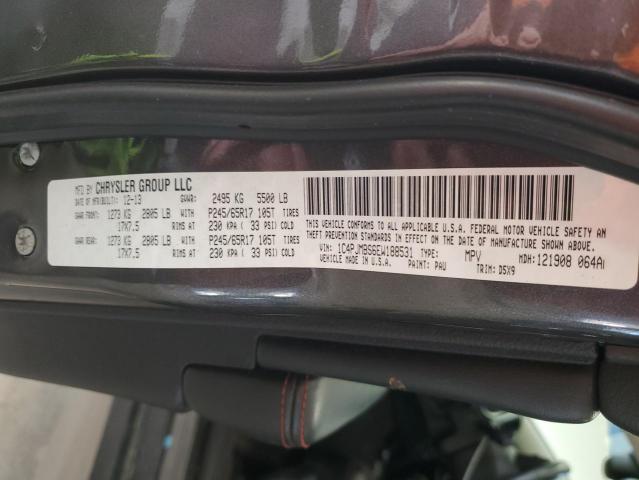 MFD BY CHRYSLER GROUP LLC
DATE OF MFR(BUILT): 12-13 GVWR: 2495 KG 5500 LB
GAWR FRONT: 1273 KG 2805 LB WITH P245/65R17 105T TIRES
17X7.5 RIMS AT 230 KPA ( 33 PSI) COLD
GAWR REAR: 1273 KG 2805 LB WITH P245/65R17 105T TIRES
17X7.5 RIMS AT 230 KPA ( 33 PSI) COLD
THIS VEHICLE CONFORMS TO ALL APPLICABLE U.S.A. FEDERAL MOTOR VEHICLE SAFETY
AND THEFT PREVENTION STANDARDS IN EFFECT ON THE DATE OF MANUFACTURE SHOWN ABOVE.
VIN: 1C4PJMBS6EW188531 TYPE: MPV MDH: 121908 064A
VEHICLE MADE IN U.S.A. PAINT: PAU TRIM: D5X9